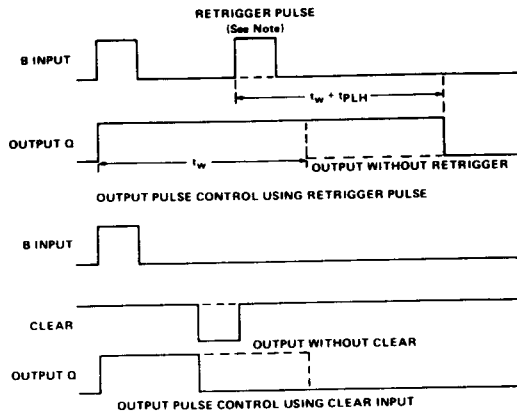 RETRIGGER PULSE
(See Note)
B INPUT
tw + tPLH
OUTPUT Q
tw
OUTPUT WITHOUT RETRIGGER
OUTPUT PULSE CONTROL USING RETRIGGER PULSE
B INPUT
CLEAR
OUTPUT WITHOUT CLEAR
OUTPUT Q
OUTPUT PULSE CONTROL USING CLEAR INPUT